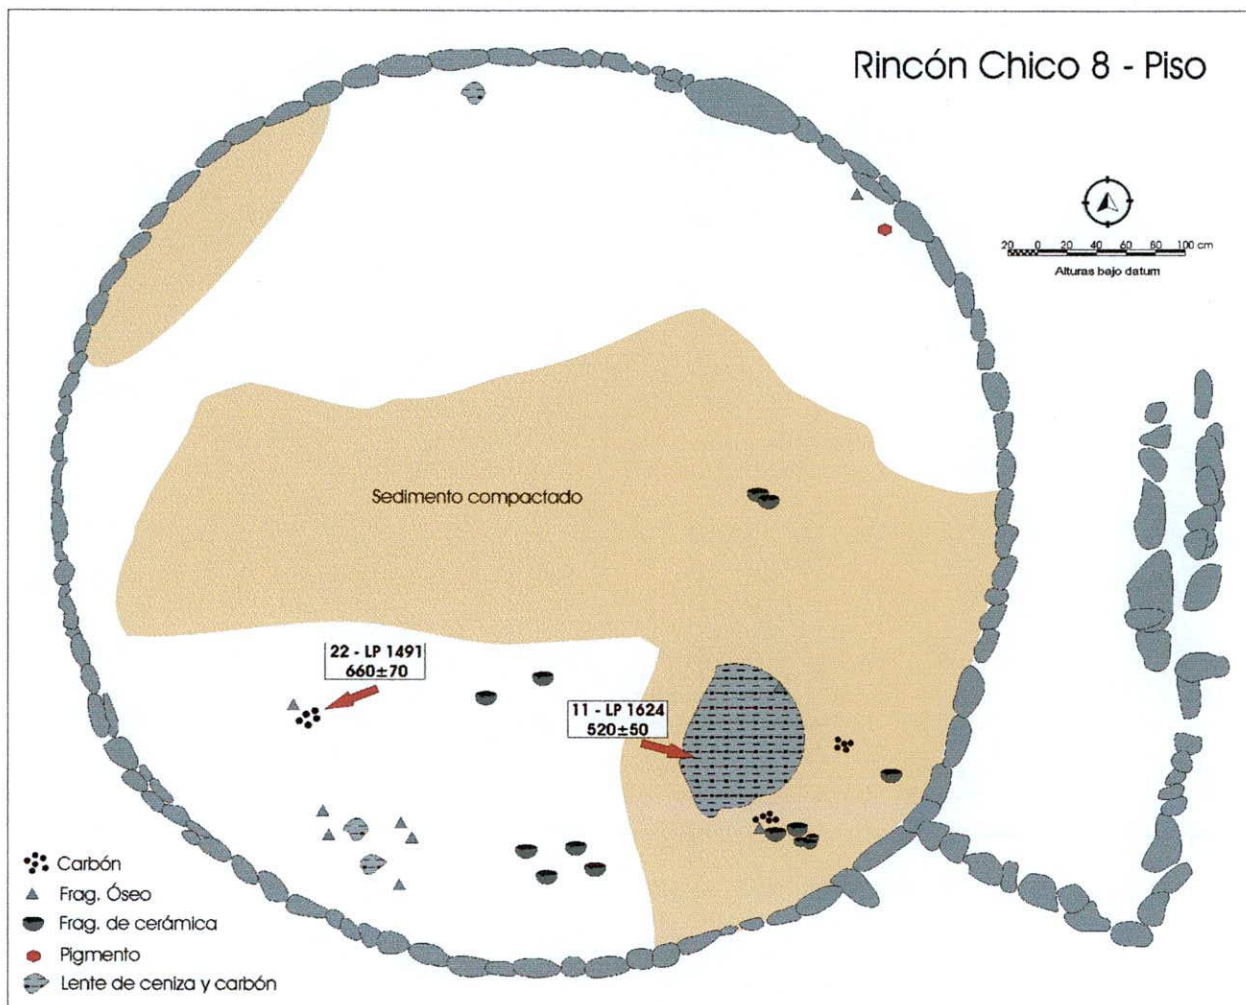 Rincón Chico 8 - Piso
20 0 20 40 60 80 100 cm
Alturas bajo datum
Sedimento compactado
22 - LP 1491
660±70
11 - LP 1624
520±50
Carbón
Frag. Óseo
Frag. de cerámica
Pigmento
Lente de ceniza y carbón